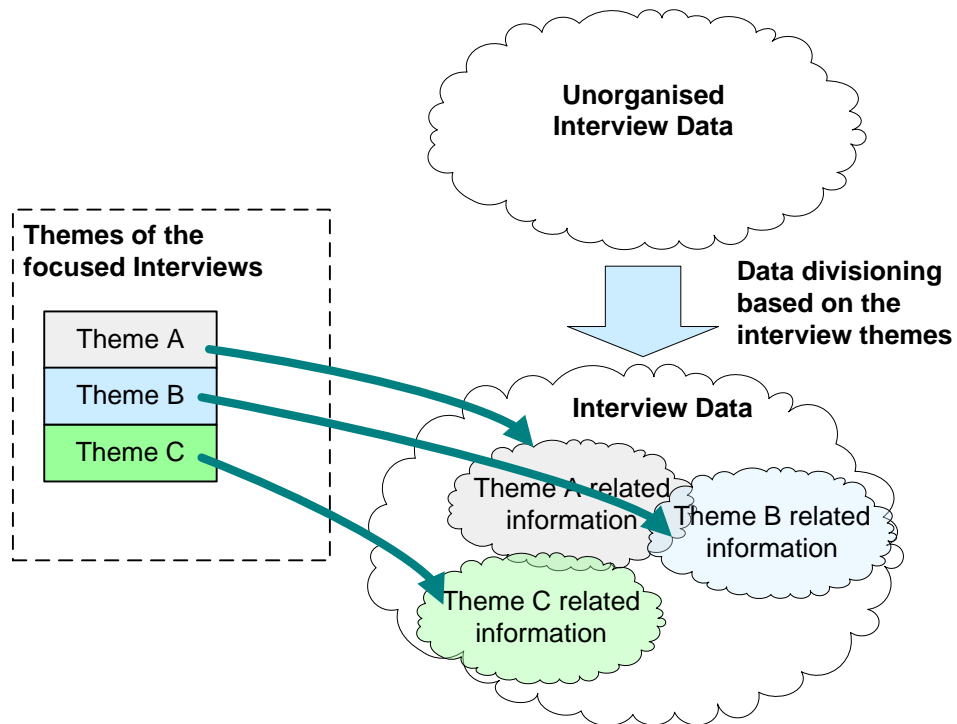 Unorganised
Interview Data
Themes of the
focused Interviews
Theme A
Theme B
Theme C
Data divisioning
based on the
interview themes
Interview Data
Theme A related
information
Theme B related
information
Theme C related
information